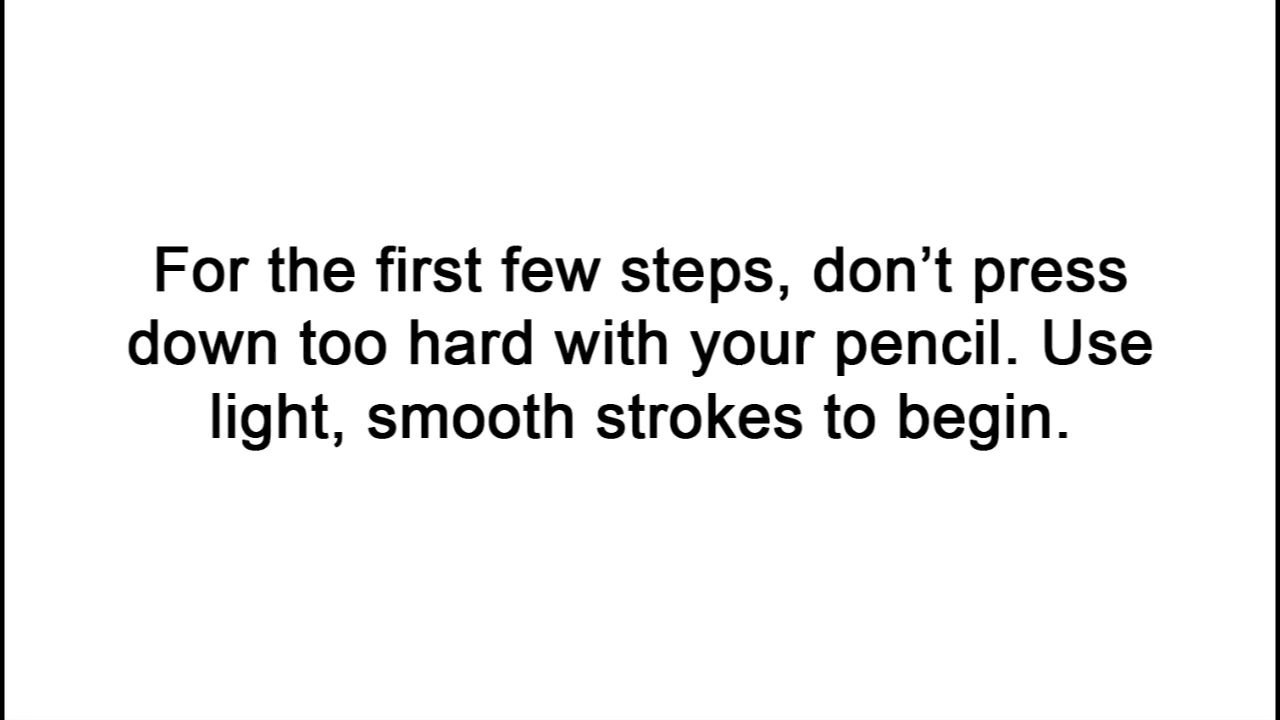 For the first few steps, don’t press
down too hard with your pencil. Use
light, smooth strokes to begin.